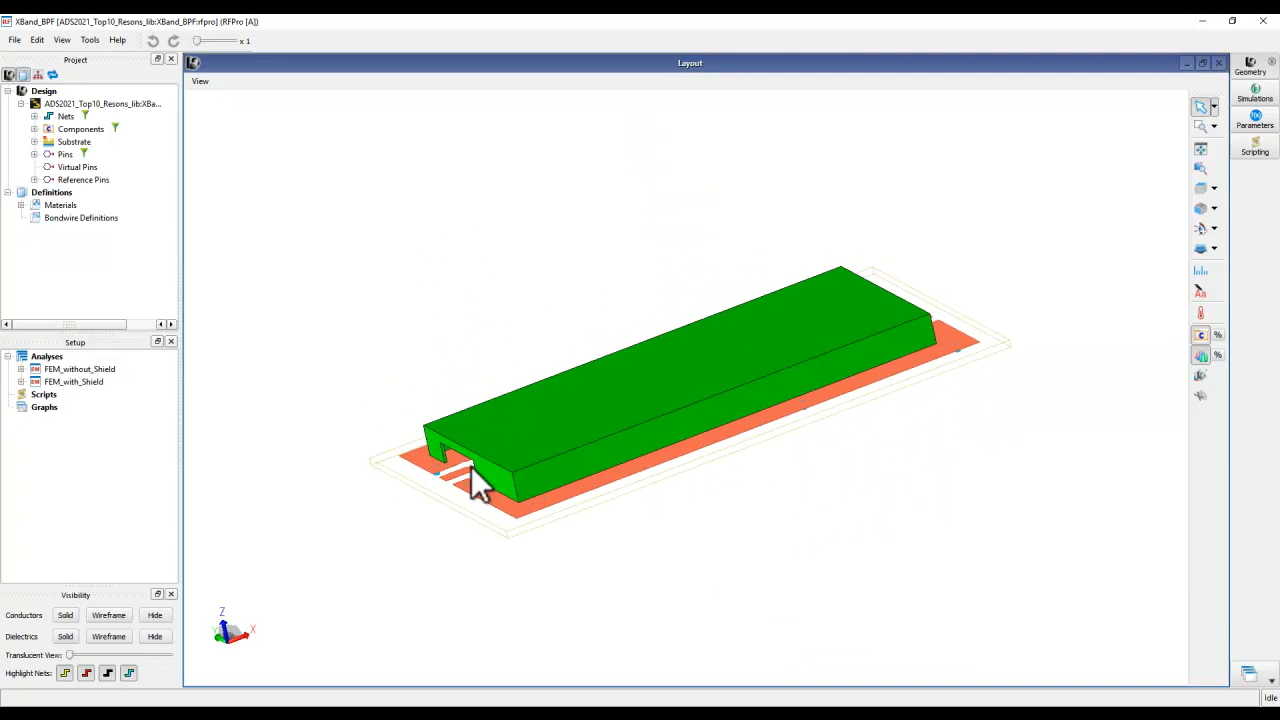 XBand_BPF [ADS2021_Top10_Resons_lib:XBand_BPF:rfpro] (RFPro [A])
File Edit View Tools Help
x 1
Project
Layout
View
Design
ADS2021_Top10_Resons_lib:XBa...
Nets
Components
Substrate
Pins
Virtual Pins
Reference Pins
Definitions
Materials
Bondwire Definitions
Setup
Analyses
FEM_without_Shield
FEM_with_Shield
Scripts
Graphs
Visibility
Conductors Solid Wireframe Hide
Dielectrics Solid Wireframe Hide
Translucent View:
Highlight Nets:
Z
Y
X
Geometry
Simulations
Parameters
Scripting
Aa
C %
%
Idle